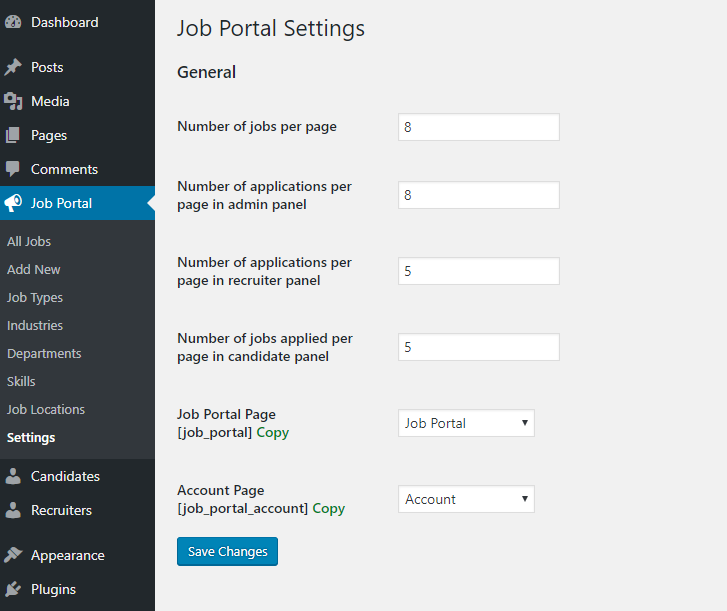 Dashboard
Posts
Media
Pages
Comments
Job Portal
All Jobs
Add New
Job Types
Industries
Departments
Skills
Job Locations
Settings
Candidates
Recruiters
Appearance
Plugins
Job Portal Settings
General
Number of jobs per page
8
Number of applications per
page in admin panel
8
Number of applications per
page in recruiter panel
5
Number of jobs applied per
page in candidate panel
5
Job Portal Page
[job_portal] Copy
Job Portal
Account Page
[job_portal_account] Copy
Account
Save Changes